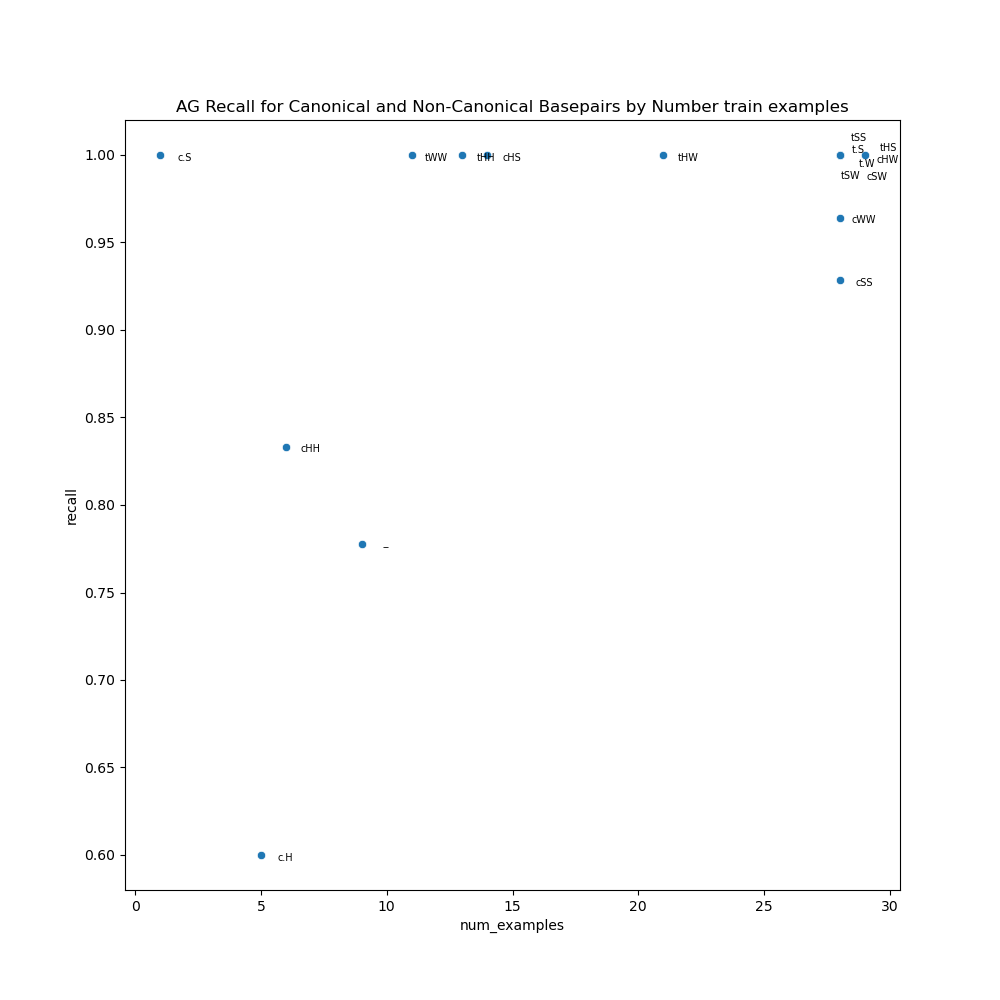 AG Recall for Canonical and Non-Canonical Basepairs by Number train examples
tSS
tHS
t.S
1.00
c.S
tWW
tHH
cHS
tHW
cHW
t.W
tSW
cSW
cWW
0.95
cSS
0.90
0.85
cHH
recall
0.80
–
0.75
0.70
0.65
0.60
c.H
0
5
10
15
20
25
30
num_examples